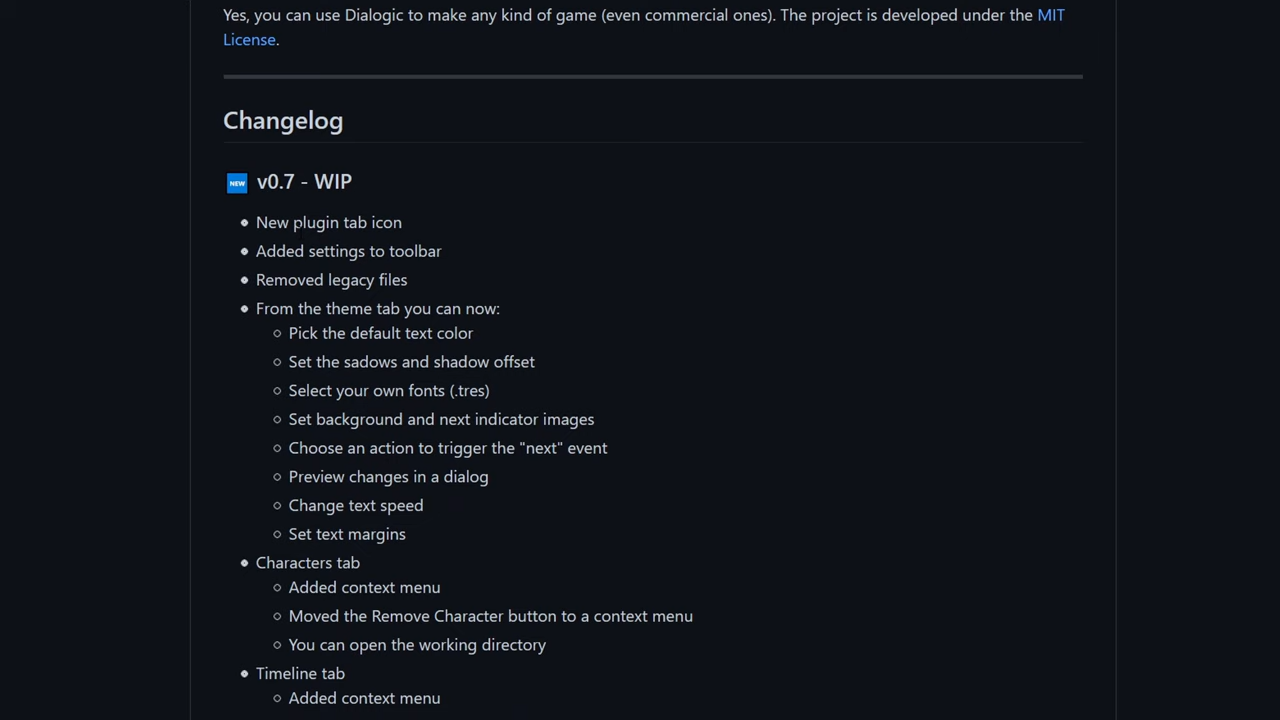 Yes, you can use Dialogic to make any kind of game (even commercial ones). The project is developed under the MIT
License.
Changelog
NEW v0.7 - WIP
New plugin tab icon
Added settings to toolbar
Removed legacy files
From the theme tab you can now:
Pick the default text color
Set the sadows and shadow offset
Select your own fonts (.tres)
Set background and next indicator images
Choose an action to trigger the "next" event
Preview changes in a dialog
Change text speed
Set text margins
Characters tab
Added context menu
Moved the Remove Character button to a context menu
You can open the working directory
Timeline tab
Added context menu